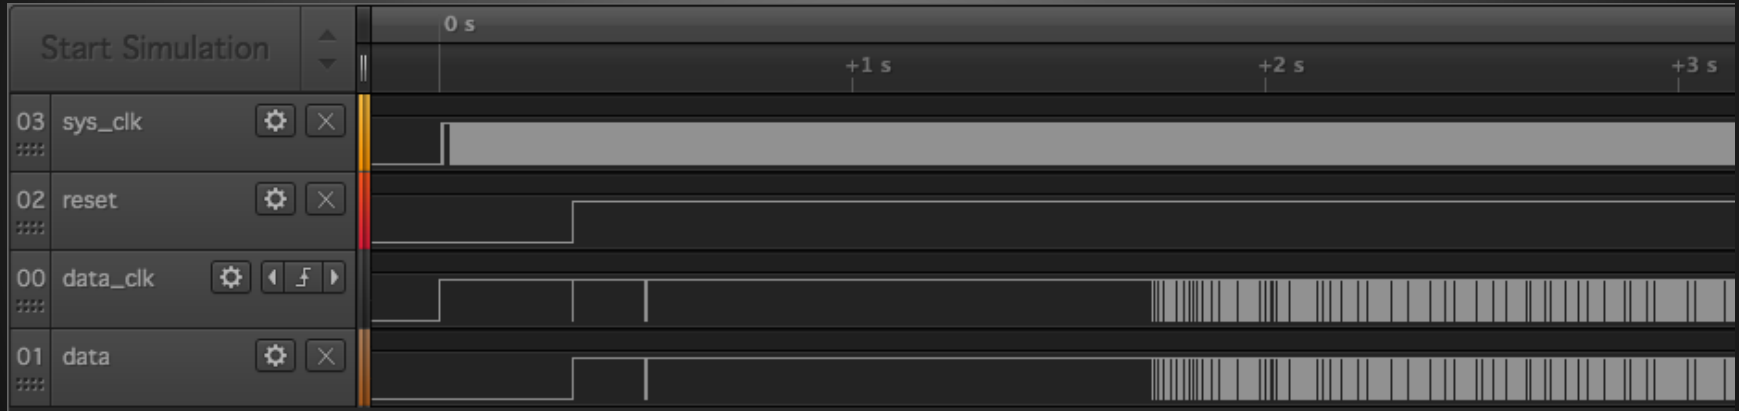 Start Simulation
0 s
+1 s
+2 s
+3 s
03 sys_clk
02 reset
00 data_clk
01 data